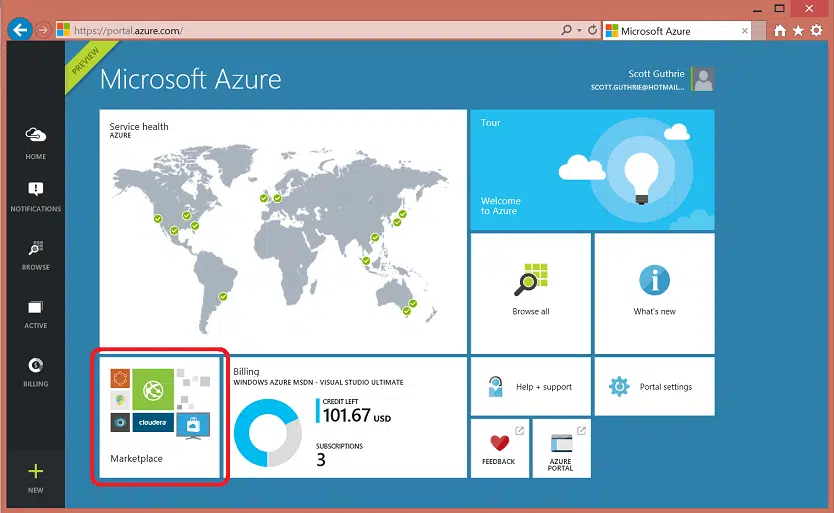 https://portal.azure.com/
Microsoft Azure
PREVIEW
Microsoft Azure
Scott Guthrie
SCOTT.GUTHRIE@HOTMAIL...
HOME
NOTIFICATIONS
BROWSE
ACTIVE
BILLING
NEW
Service health
AZURE
Tour
Welcome
to Azure
Browse all
What's new
cloudera
Marketplace
Billing
WINDOWS AZURE MSDN - VISUAL STUDIO ULTIMATE
CREDIT LEFT
101.67 USD
SUBSCRIPTIONS
3
Help + support
Portal settings
FEEDBACK
AZURE
PORTAL